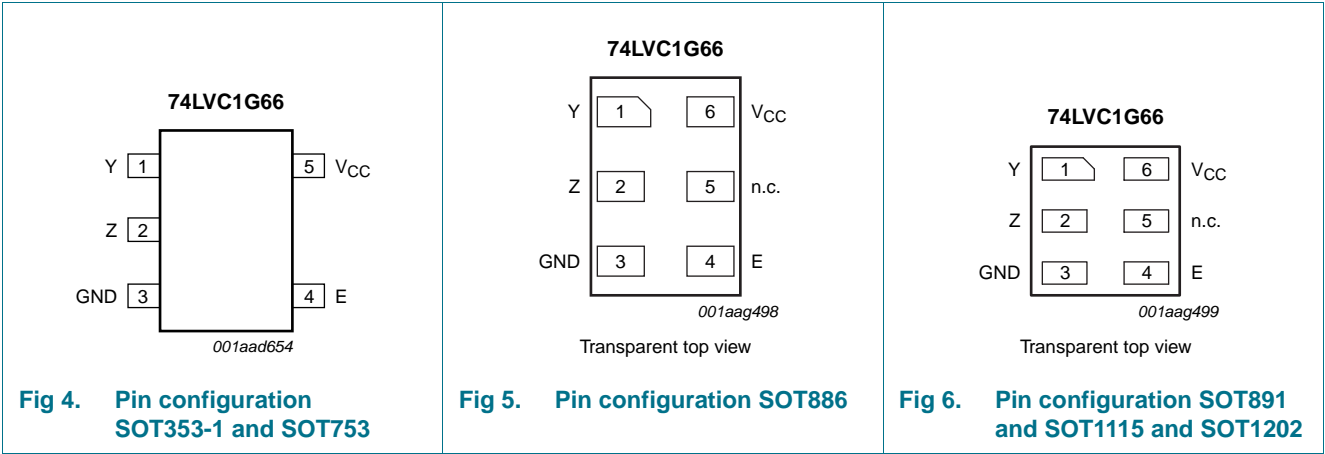 74LVC1G66
Y 1 5 VCC
Z 2
GND 3 4 E
001aad654
Fig 4. Pin configuration
SOT353-1 and SOT753
74LVC1G66
Y 1 6 VCC
Z 2 5 n.c.
GND 3 4 E
001aag498
Transparent top view
Fig 5. Pin configuration SOT886
74LVC1G66
Y 1 6 VCC
Z 2 5 n.c.
GND 3 4 E
001aag499
Transparent top view
Fig 6. Pin configuration SOT891
and SOT1115 and SOT1202